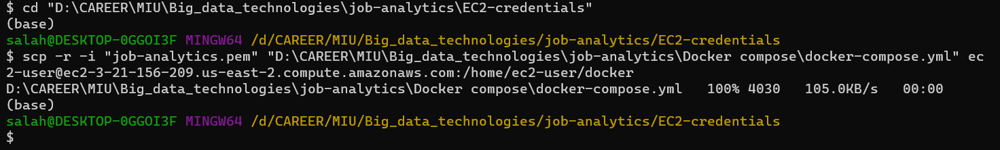 $ cd "D:\CAREER\MIU\Big_data_technologies\job-analytics\EC2-credentials"
(base)
salah@DESKTOP-0GGOI3F MINGW64 /d/CAREER/MIU/Big_data_technologies/job-analytics/EC2-credentials
$ scp -r -i "job-analytics.pem" "D:\CAREER\MIU\Big_data_technologies\job-analytics\Docker compose\docker-compose.yml" ec
2-user@ec2-3-21-156-209.us-east-2.compute.amazonaws.com:/home/ec2-user/docker
D:\CAREER\MIU\Big_data_technologies\job-analytics\Docker compose\docker-compose.yml   100% 4030   105.0KB/s   00:00
(base)
salah@DESKTOP-0GGOI3F MINGW64 /d/CAREER/MIU/Big_data_technologies/job-analytics/EC2-credentials
$